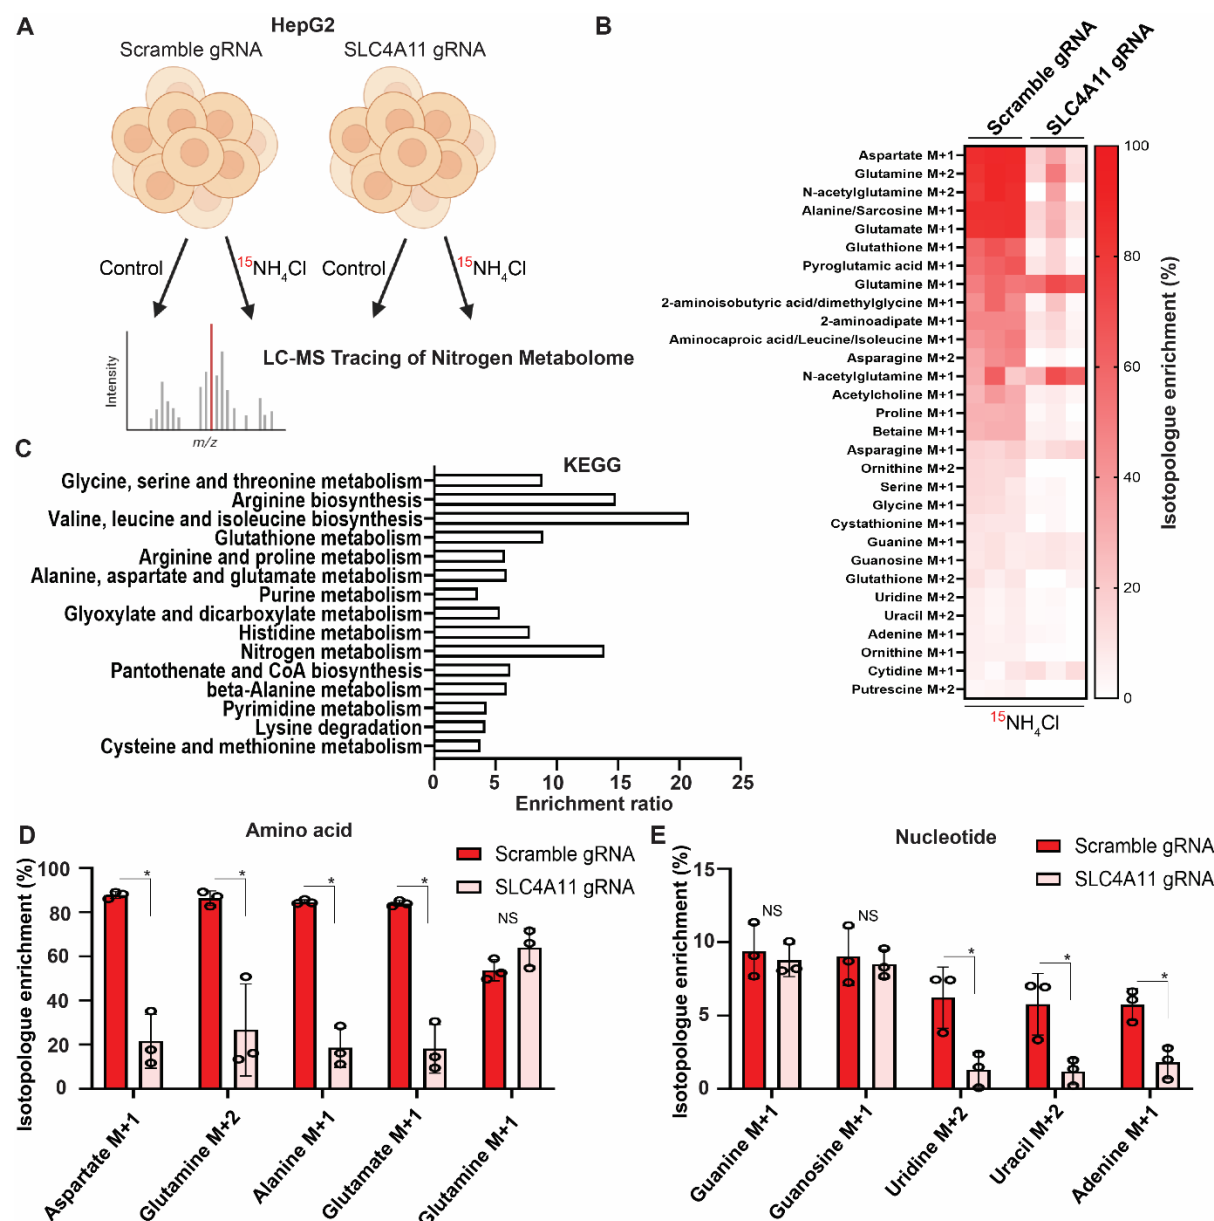 A
HepG2
Scramble gRNA
SLC4A11 gRNA
Control
15NH4Cl
Control
15NH4Cl
Intensity
m/z
LC-MS Tracing of Nitrogen Metabolome
B
Scramble gRNA
SLC4A11 gRNA
Aspartate M+1
Glutamine M+2
N-acetylglutamine M+2
Alanine/Sarcosine M+1
Glutamate M+1
Glutathione M+1
Pyroglutamic acid M+1
Glutamine M+1
2-aminoisobutyric acid/dimethylglycine M+1
2-aminoadipate M+1
Aminocaproic acid/Leucine/Isoleucine M+1
Asparagine M+2
N-acetylglutamine M+1
Acetylcholine M+1
Proline M+1
Betaine M+1
Asparagine M+1
Ornithine M+2
Serine M+1
Glycine M+1
Cystathionine M+1
Guanine M+1
Guanosine M+1
Glutathione M+2
Uridine M+2
Uracil M+2
Adenine M+1
Ornithine M+1
Cytidine M+1
Putrescine M+2
15NH4Cl
100
80
60
40
20
0
Isotopologue enrichment (%)
C
KEGG
Glycine, serine and threonine metabolism
Arginine biosynthesis
Valine, leucine and isoleucine biosynthesis
Glutathione metabolism
Arginine and proline metabolism
Alanine, aspartate and glutamate metabolism
Purine metabolism
Glyoxylate and dicarboxylate metabolism
Histidine metabolism
Nitrogen metabolism
Pantothenate and CoA biosynthesis
beta-Alanine metabolism
Pyrimidine metabolism
Lysine degradation
Cysteine and methionine metabolism
0 5 10 15 20 25
Enrichment ratio
D
Amino acid
Scramble gRNA
SLC4A11 gRNA
Isotopologue enrichment (%)
100
80
60
40
20
0
* * * * NS
Aspartate M+1
Glutamine M+2
Alanine M+1
Glutamate M+1
Glutamine M+1
E
Nucleotide
Scramble gRNA
SLC4A11 gRNA
Isotopologue enrichment (%)
15
10
5
0
NS NS * * *
Guanine M+1
Guanosine M+1
Uridine M+2
Uracil M+2
Adenine M+1